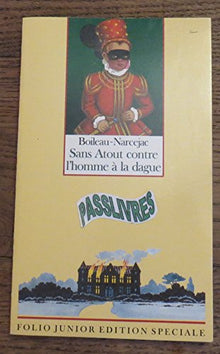 Boileau-Narcejac
Sans Atout contre
l'homme à la dague
PASSLIVRES
FOLIO JUNIOR EDITION SPECIALE